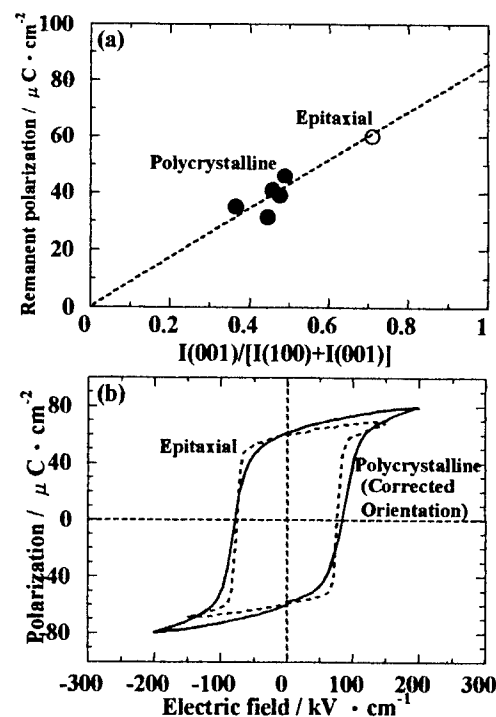 (a)
Remanent polarization / μ C・cm-2
100
80
60
40
20
0
Epitaxial
Polycrystalline
0 0.2 0.4 0.6 0.8 1
I(001)/[I(100)+I(001)]
(b)
Polarization / μ C・cm-2
80
40
0
-40
-80
Epitaxial
Polycrystalline
(Corrected
Orientation)
-300 -200 -100 0 100 200 300
Electric field / kV ・cm-1